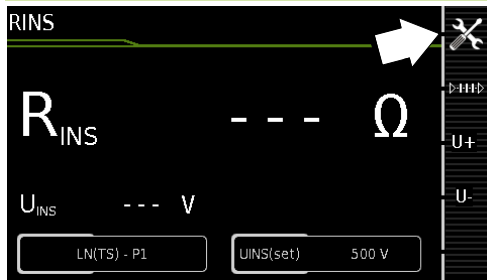 RINS
RINS --- Ω
U+
U-
UINS --- V
LN(TS) - P1
UINS(set) 500 V